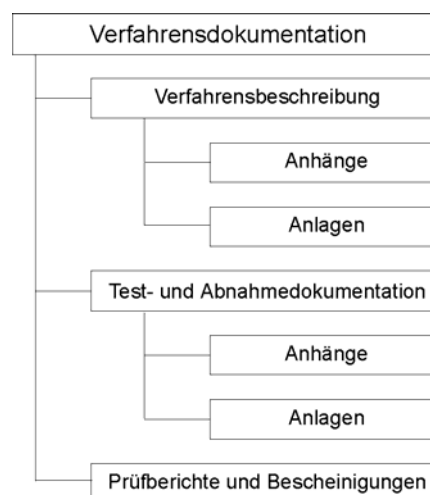 Verfahrensdokumentation
Verfahrensbeschreibung
Anhänge
Anlagen
Test- und Abnahmedokumentation
Anhänge
Anlagen
Prüfberichte und Bescheinigungen